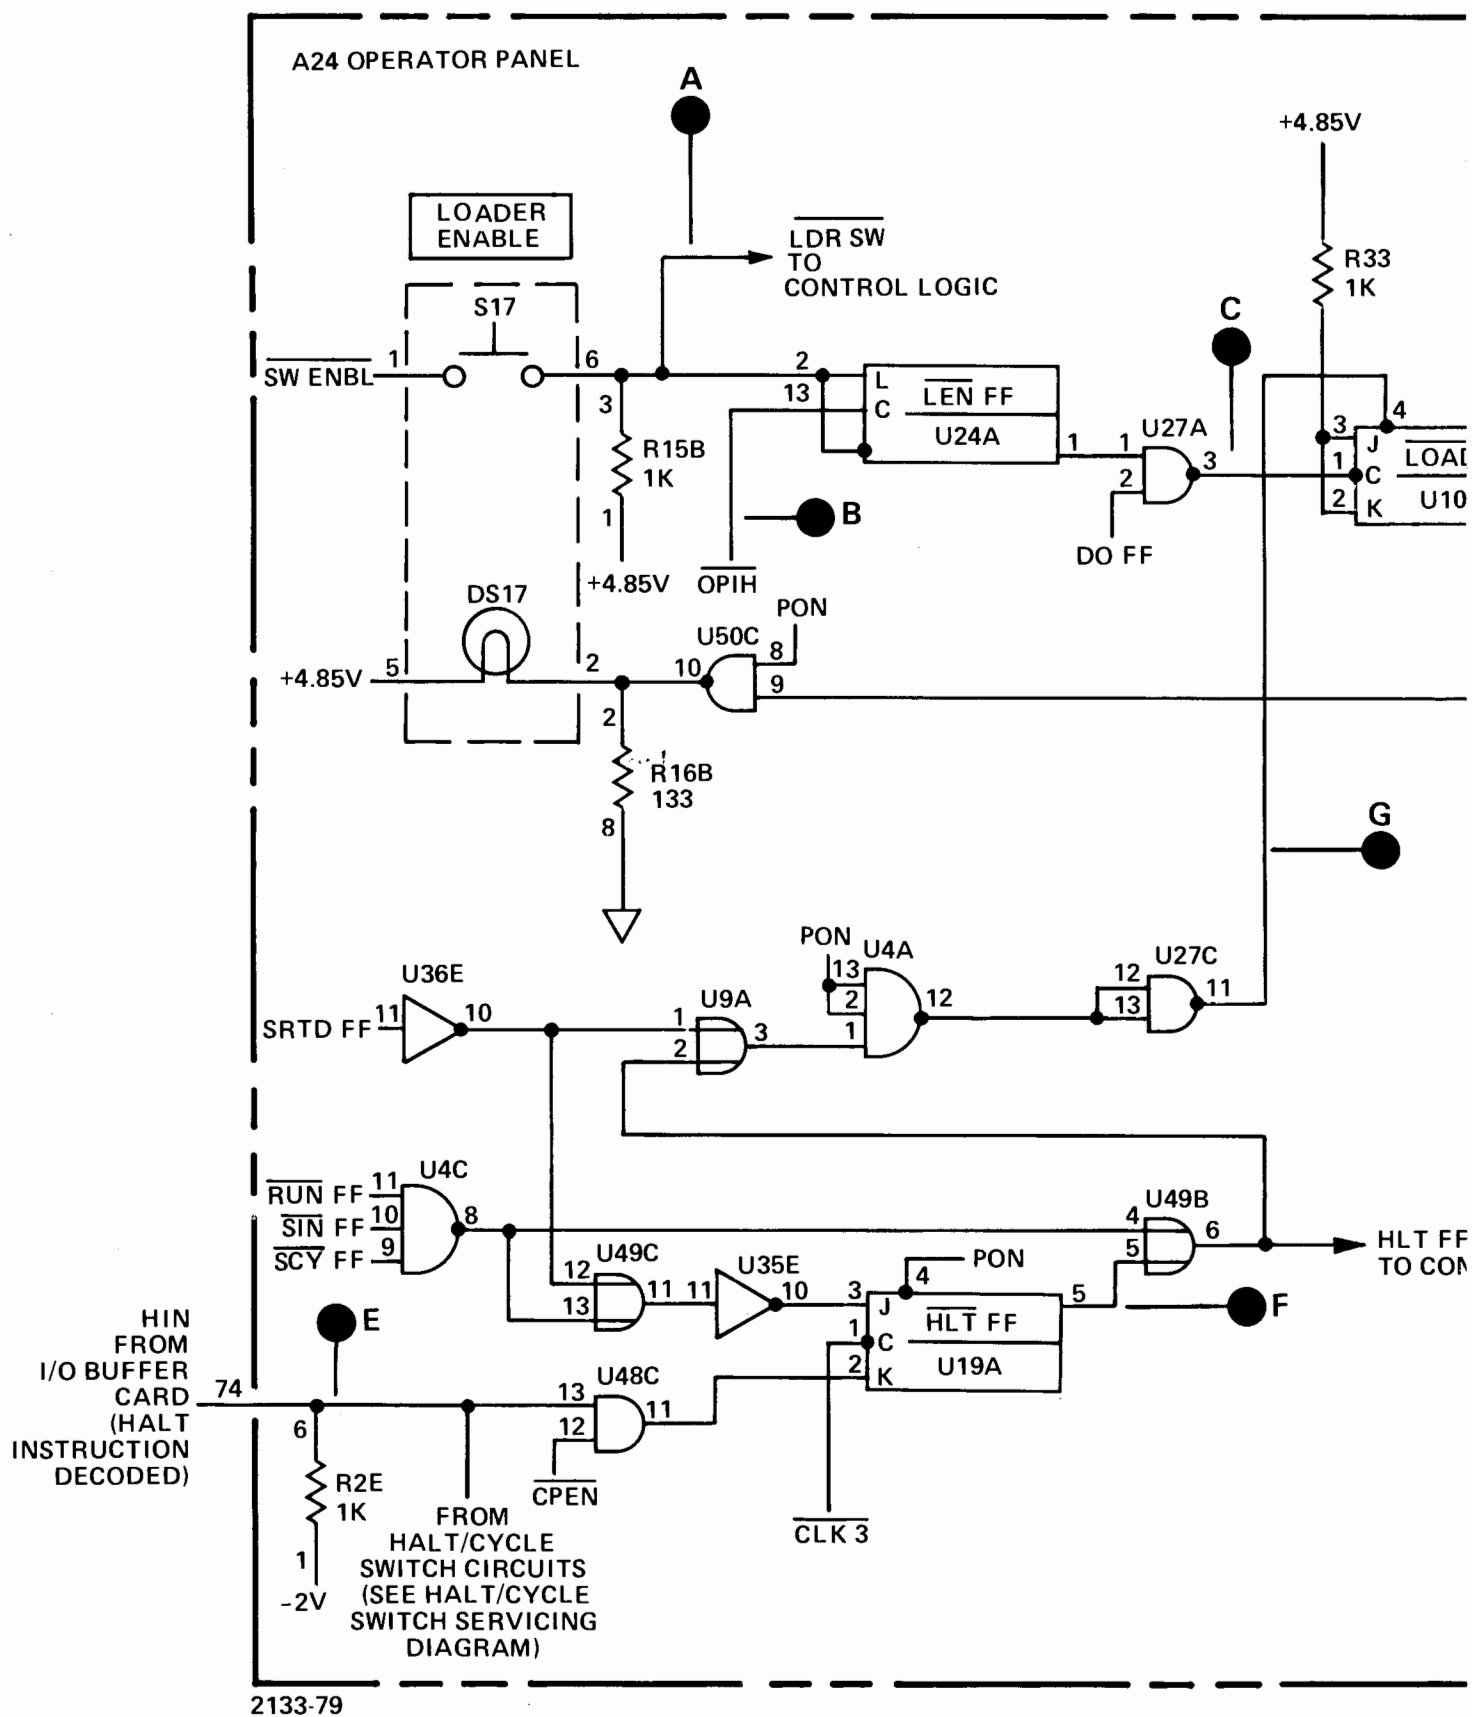 A24 OPERATOR PANEL
A
+4.85V
LOADER
ENABLE
LDR SW
TO
CONTROL LOGIC
R33
1K
S17
C
SW ENBL
1
6
2
13
L
C
LEN FF
U24A
3
R15B
1K
1
+4.85V
B
OPIH
1
1
2
U27A
3
DO FF
4
3
1
2
J
C
K
LOAD
U10
DS17
+4.85V
5
2
10
U50C
PON
8
9
2
R16B
133
8
G
SRTD FF
11
U36E
10
U9A
1
2
3
PON
U4A
13
2
1
12
U27C
12
13
11
RUN FF
SIN FF
SCY FF
11
10
9
U4C
8
U49C
12
13
11
11
U35E
10
U49B
4
5
6
HLT FF
TO CON
PON
4
3
1
2
J
C
K
HLT FF
U19A
5
F
CLK 3
HIN
FROM
I/O BUFFER
CARD
(HALT
INSTRUCTION
DECODED)
74
E
6
R2E
1K
1
-2V
U48C
13
12
11
CPEN
FROM
HALT/CYCLE
SWITCH CIRCUITS
(SEE HALT/CYCLE
SWITCH SERVICING
DIAGRAM)
2133-79